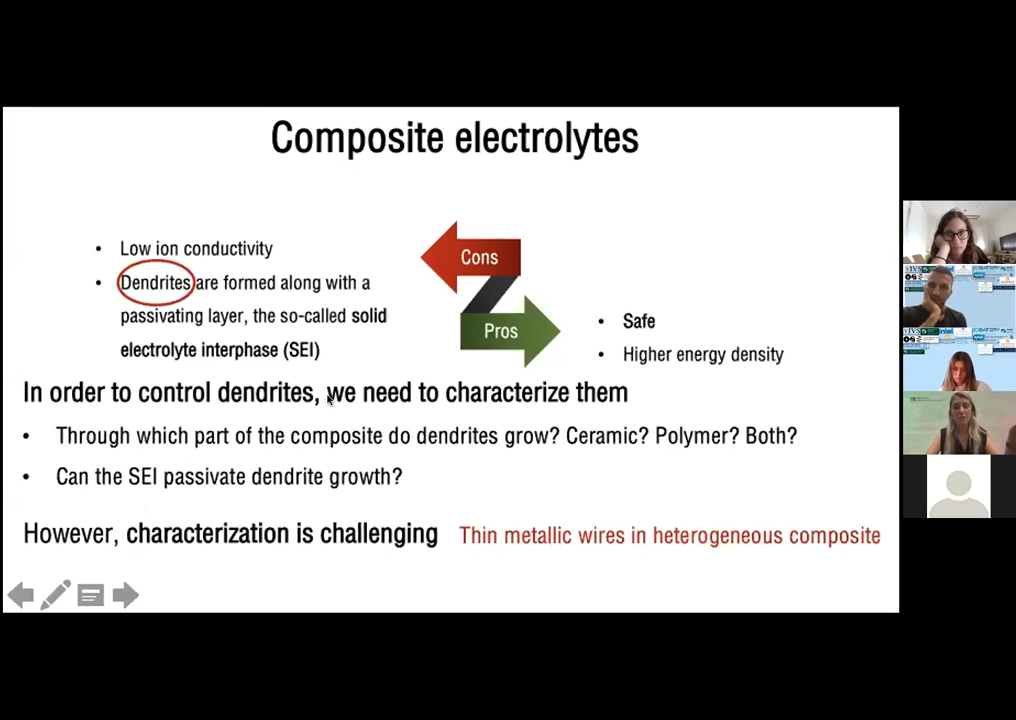 Composite electrolytes
• Low ion conductivity
• Dendrites are formed along with a
passivating layer, the so-called solid
electrolyte interphase (SEI)
Cons
Pros
• Safe
• Higher energy density
In order to control dendrites, we need to characterize them
• Through which part of the composite do dendrites grow? Ceramic? Polymer? Both?
• Can the SEI passivate dendrite growth?
However, characterization is challenging Thin metallic wires in heterogeneous composite